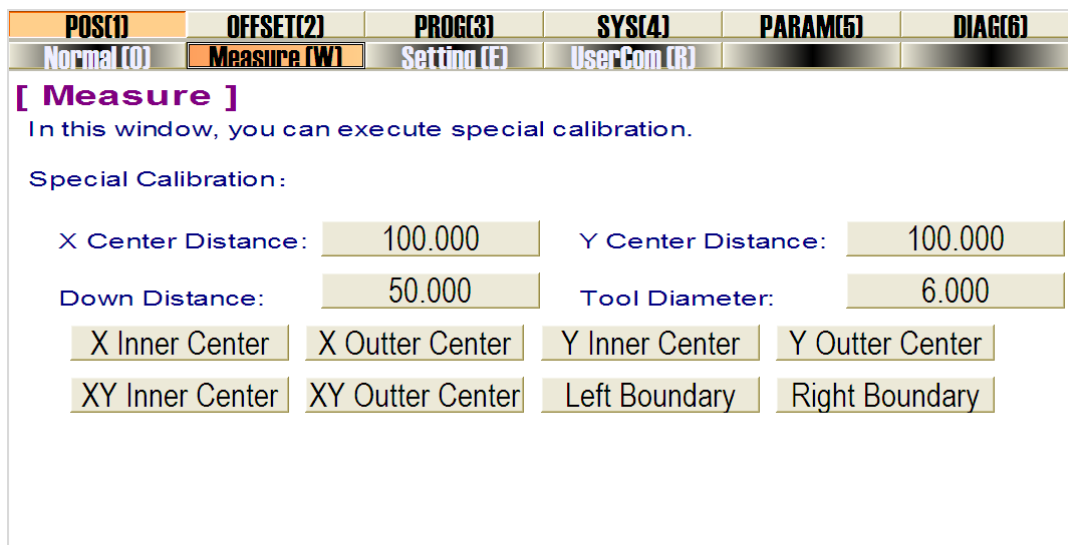 POS(1) OFFSET(2) PROG(3) SYS(4) PARAM(5) DIAG(6)
Normal (O) Measure (W) Setting (E) UserCom (R)
[ Measure ]
In this window, you can execute special calibration.
Special Calibration:
X Center Distance: 100.000 Y Center Distance: 100.000
Down Distance: 50.000 Tool Diameter: 6.000
X Inner Center X Outter Center Y Inner Center Y Outter Center
XY Inner Center XY Outter Center Left Boundary Right Boundary